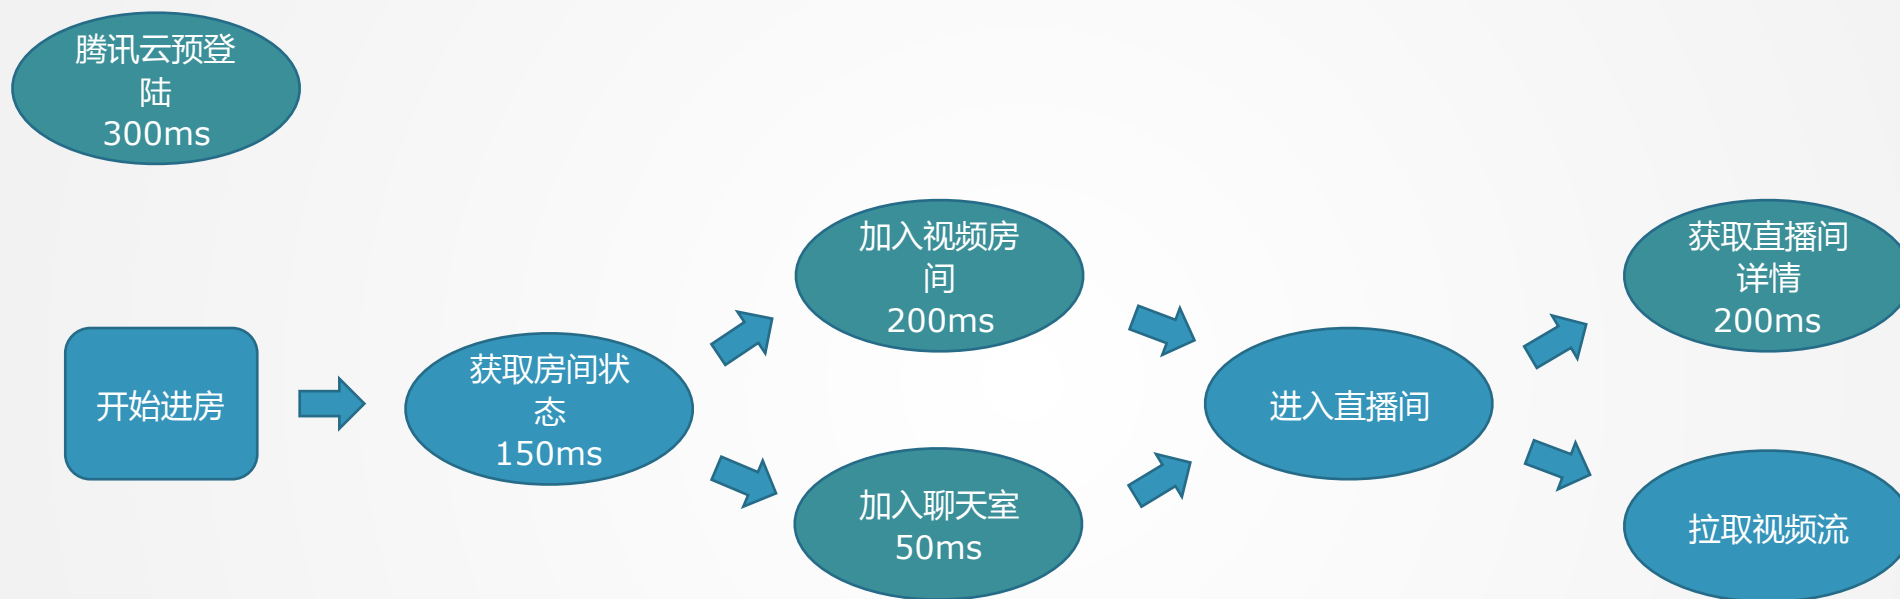 腾讯云预登
陆
300ms
开始进房
获取房间状
态
150ms
加入视频房
间
200ms
加入聊天室
50ms
进入直播间
获取直播间
详情
200ms
拉取视频流